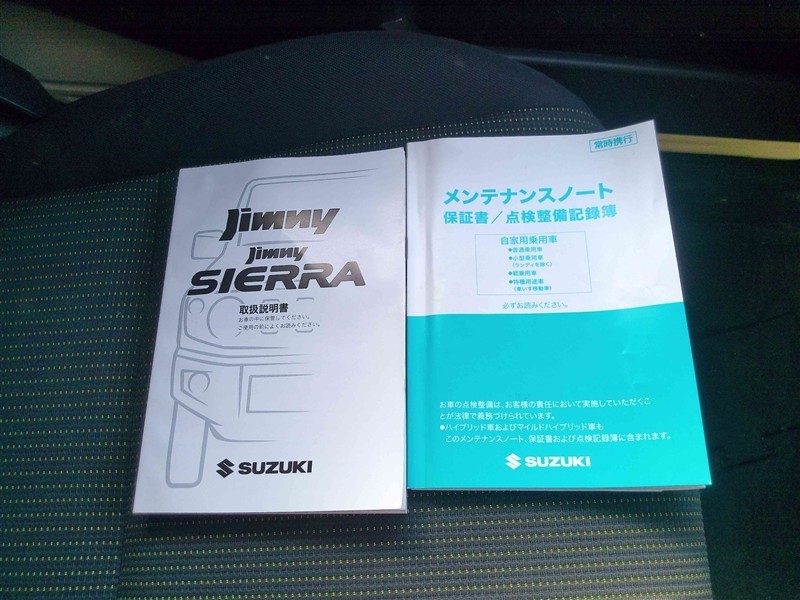 Jimny
Jimny
SIERRA
取扱説明書
お車の中に保管してください。
ご使用の前によくお読みください。
SUZUKI
常時携行
メンテナンスノート
保証書／点検整備記録簿
自家用乗用車
●普通乗用車
●小型乗用車
（ランディを除く）
●軽乗用車
●特種用途車
（車いす移動車）
必ずお読みください。
お車の点検整備は、お客様の責任において実施していただくこ
とが法律で義務づけられています。
●ハイブリッド車およびマイルドハイブリッド車も
このメンテナンスノート、保証書および点検記録簿に含まれます。
SUZUKI